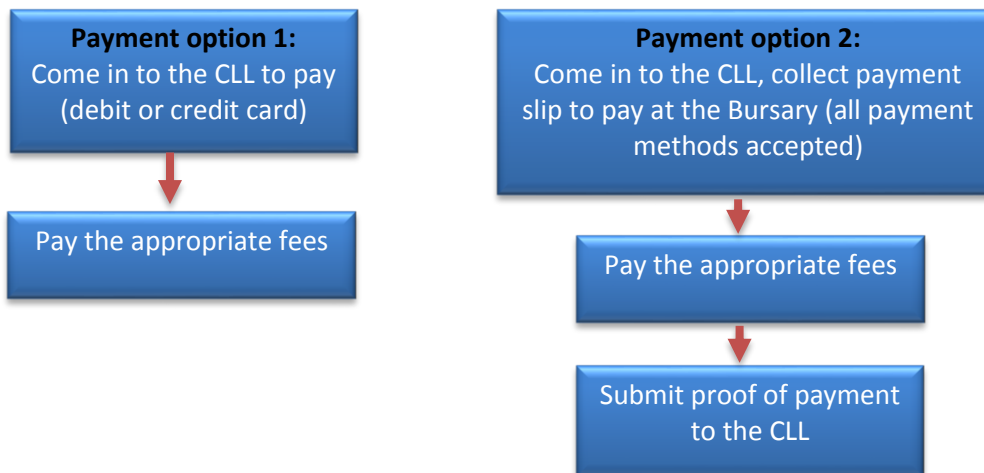 Payment option 1:
Come in to the CLL to pay
(debit or credit card)
Pay the appropriate fees
Payment option 2:
Come in to the CLL, collect payment
slip to pay at the Bursary (all payment
methods accepted)
Pay the appropriate fees
Submit proof of payment
to the CLL